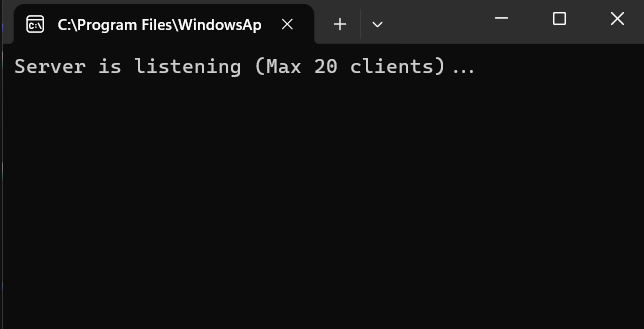 C:\Program Files\WindowsAp
Server is listening (Max 20 clients)...